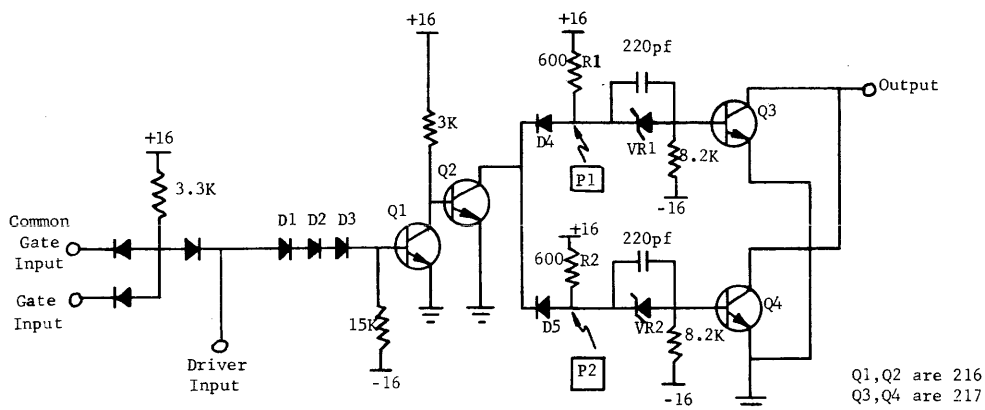 +16
3.3K
Common
Gate
Input
Gate
Input
Driver
Input
D1 D2 D3
15K
-16
Q1
+16
3K
Q2
+16
600 R1
220pf
D4
P1
VR1
8.2K
-16
Q3
Output
+16
600 R2
220pf
D5
P2
VR2
8.2K
-16
Q4
Q1,Q2 are 216
Q3,Q4 are 217